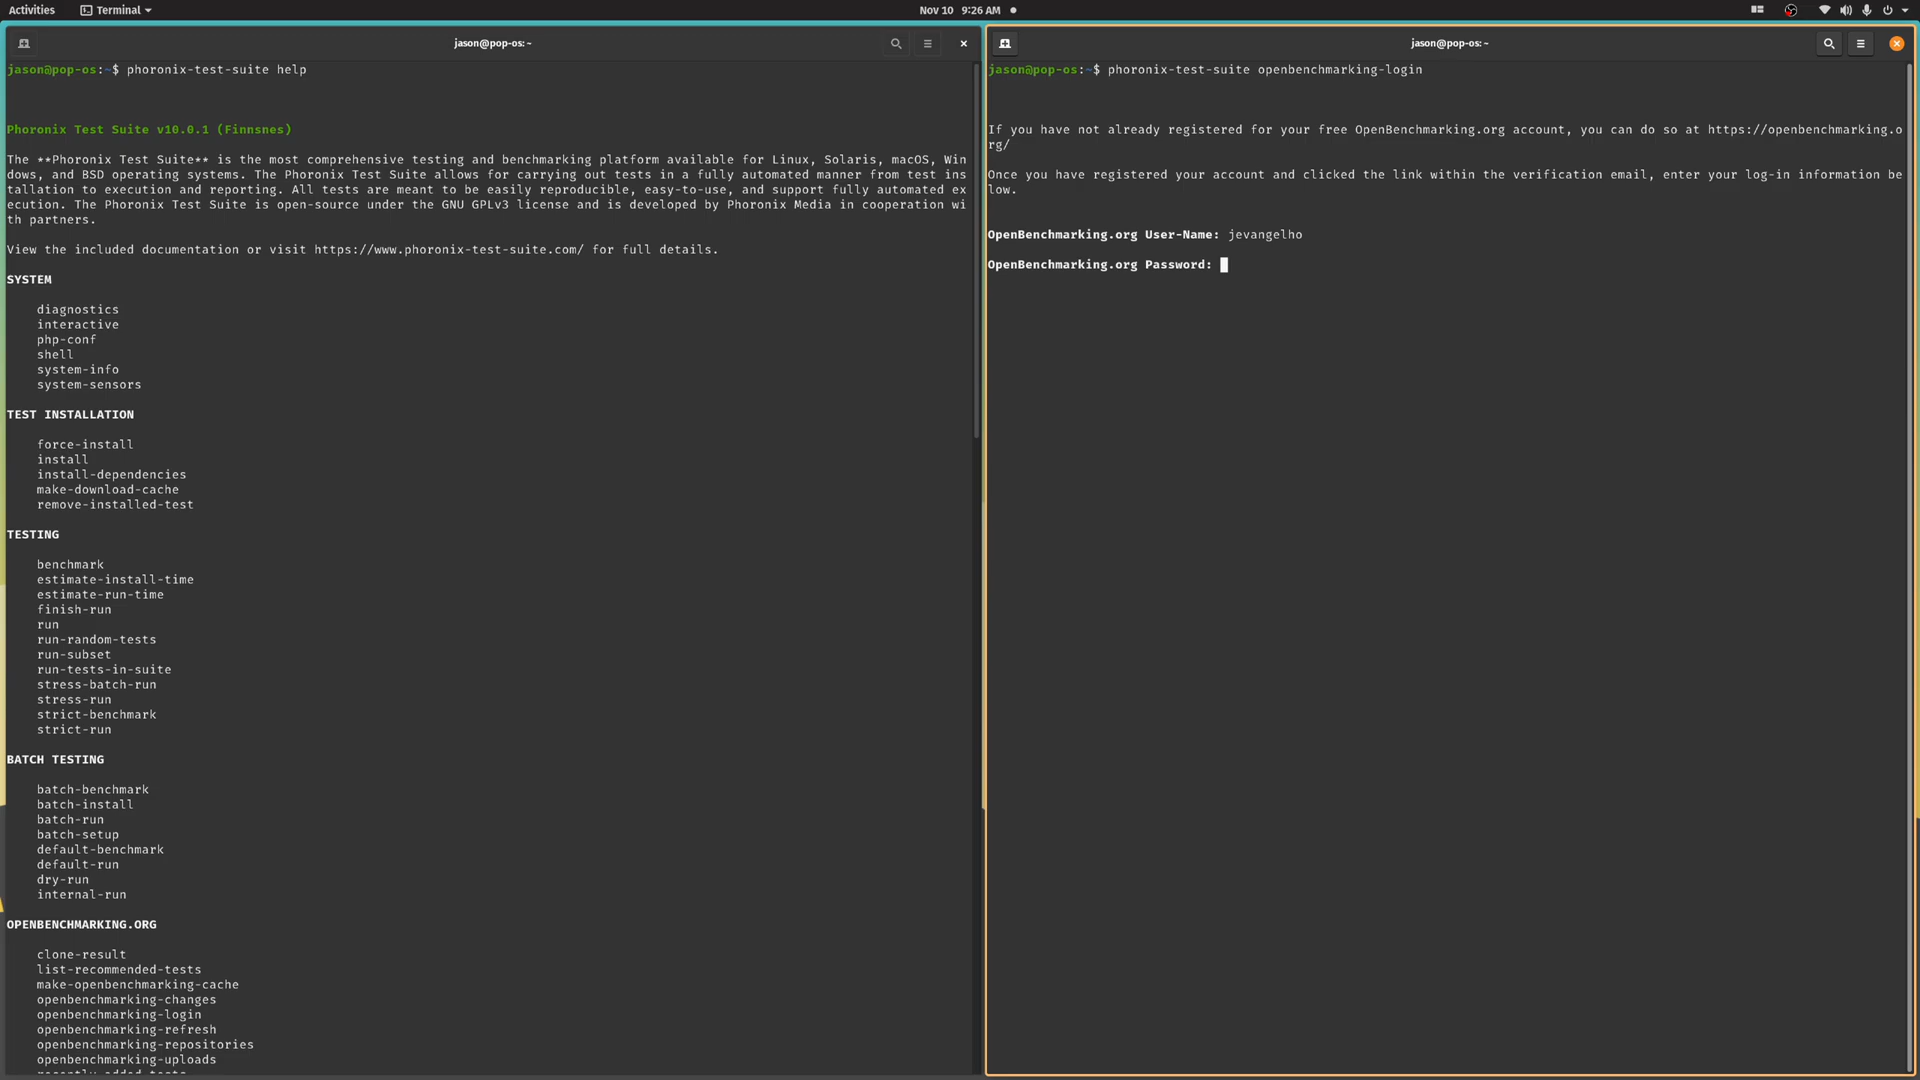 Activities
Terminal
Nov 10 9:26 AM
jason@pop-os: ~
jason@pop-os:~$ phoronix-test-suite help
Phoronix Test Suite v10.0.1 (Finnsnes)
The **Phoronix Test Suite** is the most comprehensive testing and benchmarking platform available for Linux, Solaris, macOS, Win
dows, and BSD operating systems. The Phoronix Test Suite allows for carrying out tests in a fully automated manner from test ins
tallation to execution and reporting. All tests are meant to be easily reproducible, easy-to-use, and support fully automated ex
ecution. The Phoronix Test Suite is open-source under the GNU GPLv3 license and is developed by Phoronix Media in cooperation wi
th partners.
View the included documentation or visit https://www.phoronix-test-suite.com/ for full details.
SYSTEM
diagnostics
interactive
php-conf
shell
system-info
system-sensors
TEST INSTALLATION
force-install
install
install-dependencies
make-download-cache
remove-installed-test
TESTING
benchmark
estimate-install-time
estimate-run-time
finish-run
run
run-random-tests
run-subset
run-tests-in-suite
stress-batch-run
stress-run
strict-benchmark
strict-run
BATCH TESTING
batch-benchmark
batch-install
batch-run
batch-setup
default-benchmark
default-run
dry-run
internal-run
OPENBENCHMARKING.ORG
clone-result
list-recommended-tests
make-openbenchmarking-cache
openbenchmarking-changes
openbenchmarking-login
openbenchmarking-refresh
openbenchmarking-repositories
openbenchmarking-uploads
recently-added-tests
jason@pop-os: ~
jason@pop-os:~$ phoronix-test-suite openbenchmarking-login
If you have not already registered for your free OpenBenchmarking.org account, you can do so at https://openbenchmarking.o
rg/
Once you have registered your account and clicked the link within the verification email, enter your log-in information be
low.
OpenBenchmarking.org User-Name: jevangelho
OpenBenchmarking.org Password: